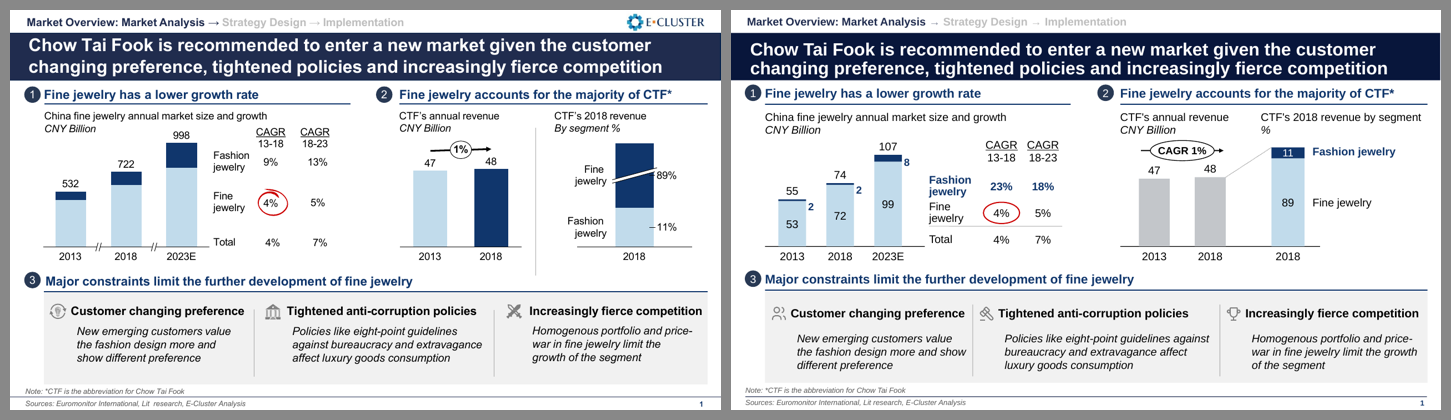 Market Overview: Market Analysis → Strategy Design → Implementation
E•CLUSTER
Chow Tai Fook is recommended to enter a new market given the customer
changing preference, tightened policies and increasingly fierce competition
1 Fine jewelry has a lower growth rate
China fine jewelry annual market size and growth
CNY Billion
CAGR 13-18
CAGR 18-23
532
722
998
Fashion jewelry 9% 13%
Fine jewelry 4% 5%
Total 4% 7%
2013 2018 2023E
2 Fine jewelry accounts for the majority of CTF*
CTF's annual revenue
CNY Billion
1%
47 48
2013 2018
CTF's 2018 revenue
By segment %
Fine jewelry 89%
Fashion jewelry 11%
2018
3 Major constraints limit the further development of fine jewelry
Customer changing preference
New emerging customers value
the fashion design more and
show different preference
Tightened anti-corruption policies
Policies like eight-point guidelines
against bureaucracy and extravagance
affect luxury goods consumption
Increasingly fierce competition
Homogenous portfolio and price-
war in fine jewelry limit the
growth of the segment
Note: *CTF is the abbreviation for Chow Tai Fook
Sources: Euromonitor International, Lit research, E-Cluster Analysis
1
Market Overview: Market Analysis → Strategy Design → Implementation
Chow Tai Fook is recommended to enter a new market given the customer
changing preference, tightened policies and increasingly fierce competition
1 Fine jewelry has a lower growth rate
China fine jewelry annual market size and growth
CNY Billion
CAGR 13-18
CAGR 18-23
55 2 53
74 2 72
107 8 99
Fashion jewelry 23% 18%
Fine jewelry 4% 5%
Total 4% 7%
2013 2018 2023E
2 Fine jewelry accounts for the majority of CTF*
CTF's annual revenue
CNY Billion
CAGR 1%
47 48
2013 2018
CTF's 2018 revenue by segment
%
11 Fashion jewelry
89 Fine jewelry
2018
3 Major constraints limit the further development of fine jewelry
Customer changing preference
New emerging customers value
the fashion design more and show
different preference
Tightened anti-corruption policies
Policies like eight-point guidelines against
bureaucracy and extravagance affect
luxury goods consumption
Increasingly fierce competition
Homogenous portfolio and price-
war in fine jewelry limit the growth
of the segment
Note: *CTF is the abbreviation for Chow Tai Fook
Sources: Euromonitor International, Lit research, E-Cluster Analysis
1